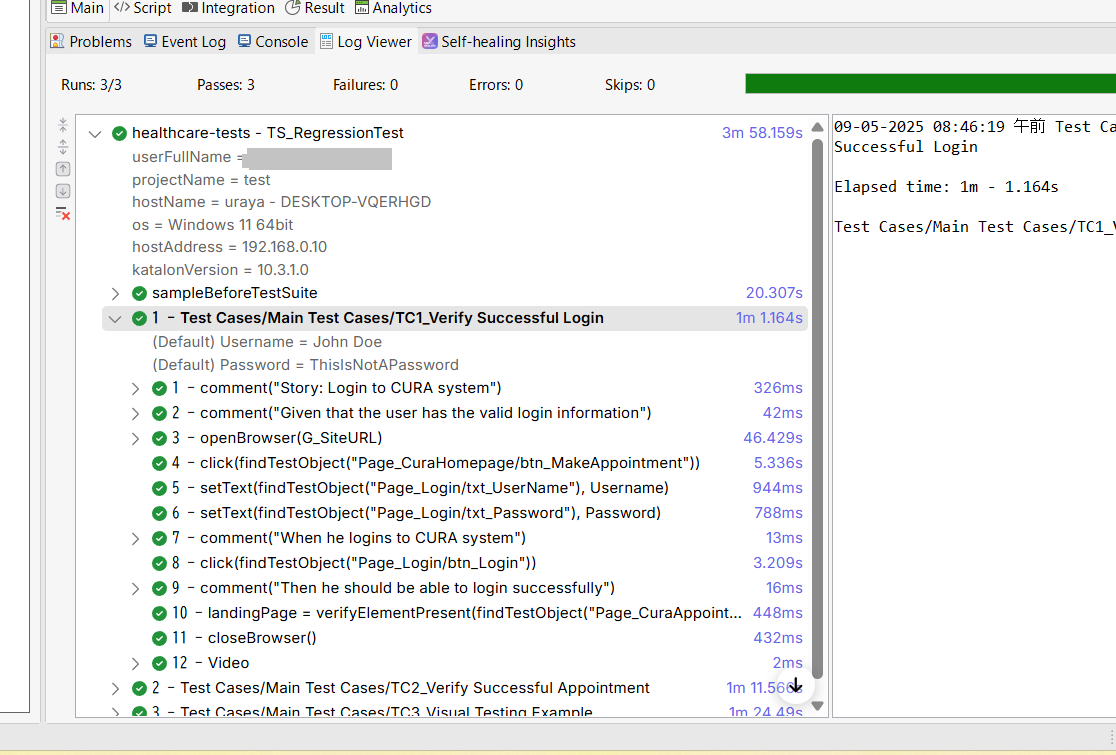 Main Script Integration Result Analytics
Problems Event Log Console Log Viewer Self-healing Insights
Runs: 3/3 Passes: 3 Failures: 0 Errors: 0 Skips: 0
healthcare-tests - TS_RegressionTest 3m 58.159s
userFullName =
projectName = test
hostName = uraya - DESKTOP-VQERHGD
os = Windows 11 64bit
hostAddress = 192.168.0.10
katalonVersion = 10.3.1.0
sampleBeforeTestSuite 20.307s
1 - Test Cases/Main Test Cases/TC1_Verify Successful Login 1m 1.164s
(Default) Username = John Doe
(Default) Password = ThisIsNotAPassword
1 - comment("Story: Login to CURA system") 326ms
2 - comment("Given that the user has the valid login information") 42ms
3 - openBrowser(G_SiteURL) 46.429s
4 - click(findTestObject("Page_CuraHomepage/btn_MakeAppointment")) 5.336s
5 - setText(findTestObject("Page_Login/txt_UserName"), Username) 944ms
6 - setText(findTestObject("Page_Login/txt_Password"), Password) 788ms
7 - comment("When he logins to CURA system") 13ms
8 - click(findTestObject("Page_Login/btn_Login")) 3.209s
9 - comment("Then he should be able to login successfully") 16ms
10 - landingPage = verifyElementPresent(findTestObject("Page_CuraAppoint... 448ms
11 - closeBrowser() 432ms
12 - Video 2ms
2 - Test Cases/Main Test Cases/TC2_Verify Successful Appointment 1m 11.566s
3 - Test Cases/Main Test Cases/TC3_Visual Testing Example 1m 24.49s
09-05-2025 08:46:19 午前 Test Ca
Successful Login
Elapsed time: 1m - 1.164s
Test Cases/Main Test Cases/TC1_V